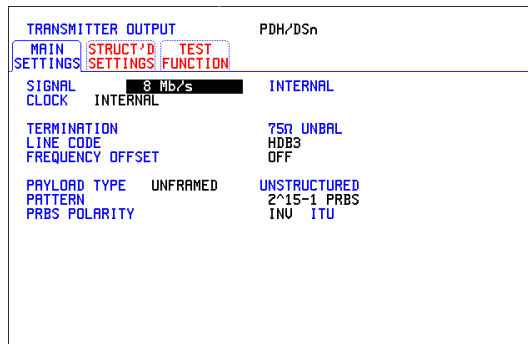 TRANSMITTER OUTPUT PDH/DSn
MAIN SETTINGS STRUCT'D SETTINGS TEST FUNCTION
SIGNAL 8 Mb/s INTERNAL
CLOCK INTERNAL
TERMINATION 75Ω UNBAL
LINE CODE HDB3
FREQUENCY OFFSET OFF
PAYLOAD TYPE UNFRAMED UNSTRUCTURED
PATTERN 2^15-1 PRBS
PRBS POLARITY INV ITU